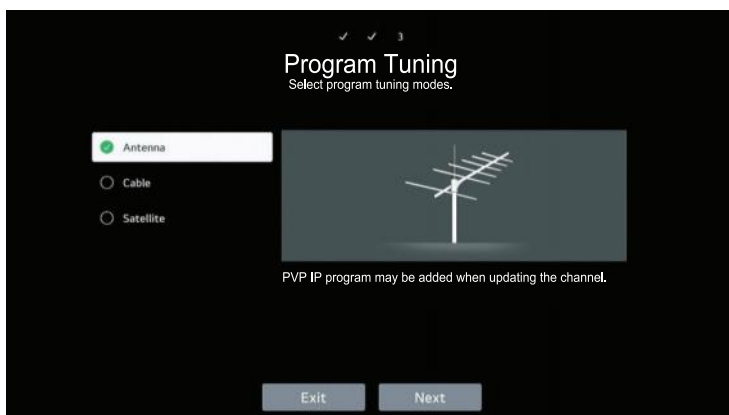 ✓ ✓ 3
Program Tuning
Select program tuning modes.
Antenna
Cable
Satellite
PVP IP program may be added when updating the channel.
Exit Next